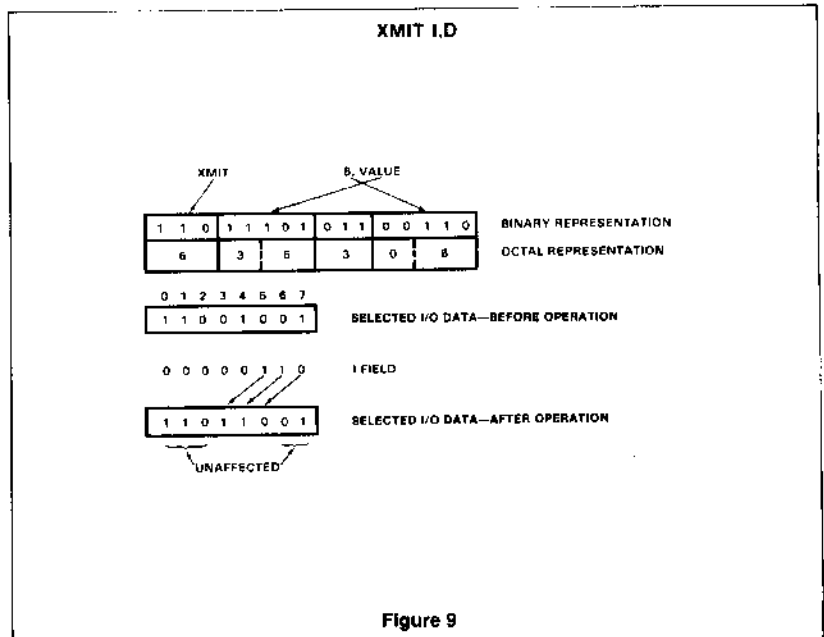 XMIT I,D
XMIT B, VALUE
1 1 0 1 1 1 0 1 0 1 1 0 0 1 1 0 BINARY REPRESENTATION
6 3 5 3 0 6 OCTAL REPRESENTATION
0 1 2 3 4 5 6 7
1 1 0 0 1 0 0 1 SELECTED I/O DATA—BEFORE OPERATION
0 0 0 0 0 1 1 0 I FIELD
1 1 0 1 1 0 0 1 SELECTED I/O DATA—AFTER OPERATION
UNAFFECTED
Figure 9